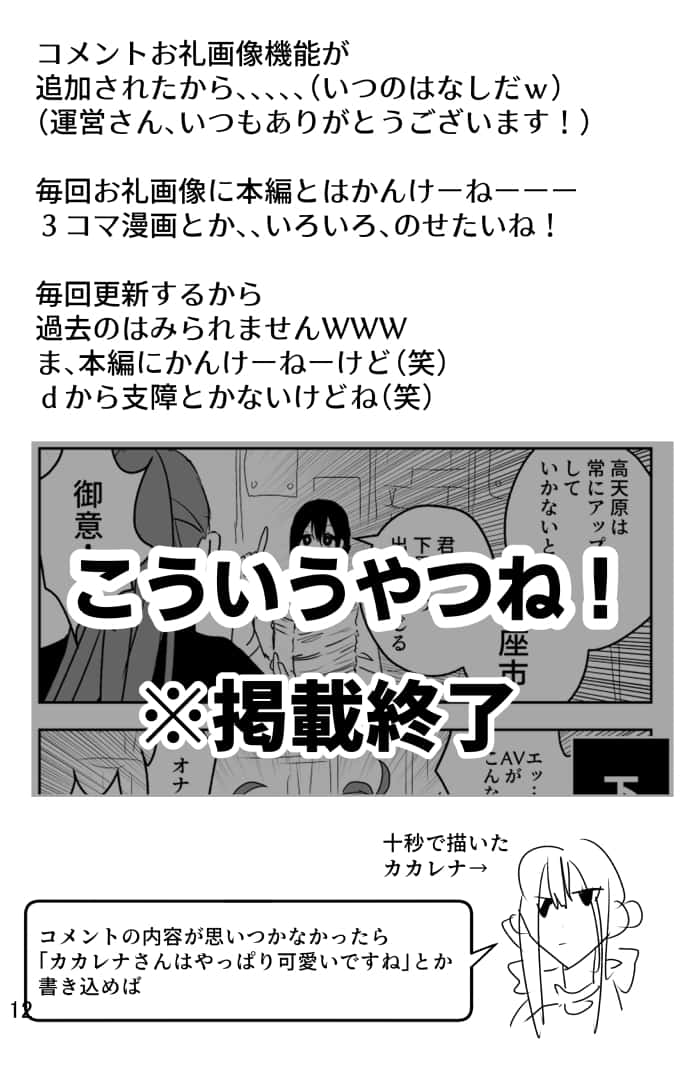 コメントお礼画像機能が
追加されたから、、、、、（いつのはなしだｗ）
（運営さん、いつもありがとうございます！）
毎回お礼画像に本編とはかんけーねーーー
３コマ漫画とか、、いろいろ、のせたいね！
毎回更新するから
過去のはみられませんWWW
ま、本編にかんけーねーけど（笑）
ｄから支障とかないけどね（笑）
高天原は
常にアップ
して
いかないと
座市
君
下
出
る
御意
こういうやつね！
※掲載終了
エッ…
AVが
こんな
オナ
下
十秒で描いた
カカレナ→
コメントの内容が思いつかなかったら
「カカレナさんはやっぱり可愛いですね」とか
書き込めば
12